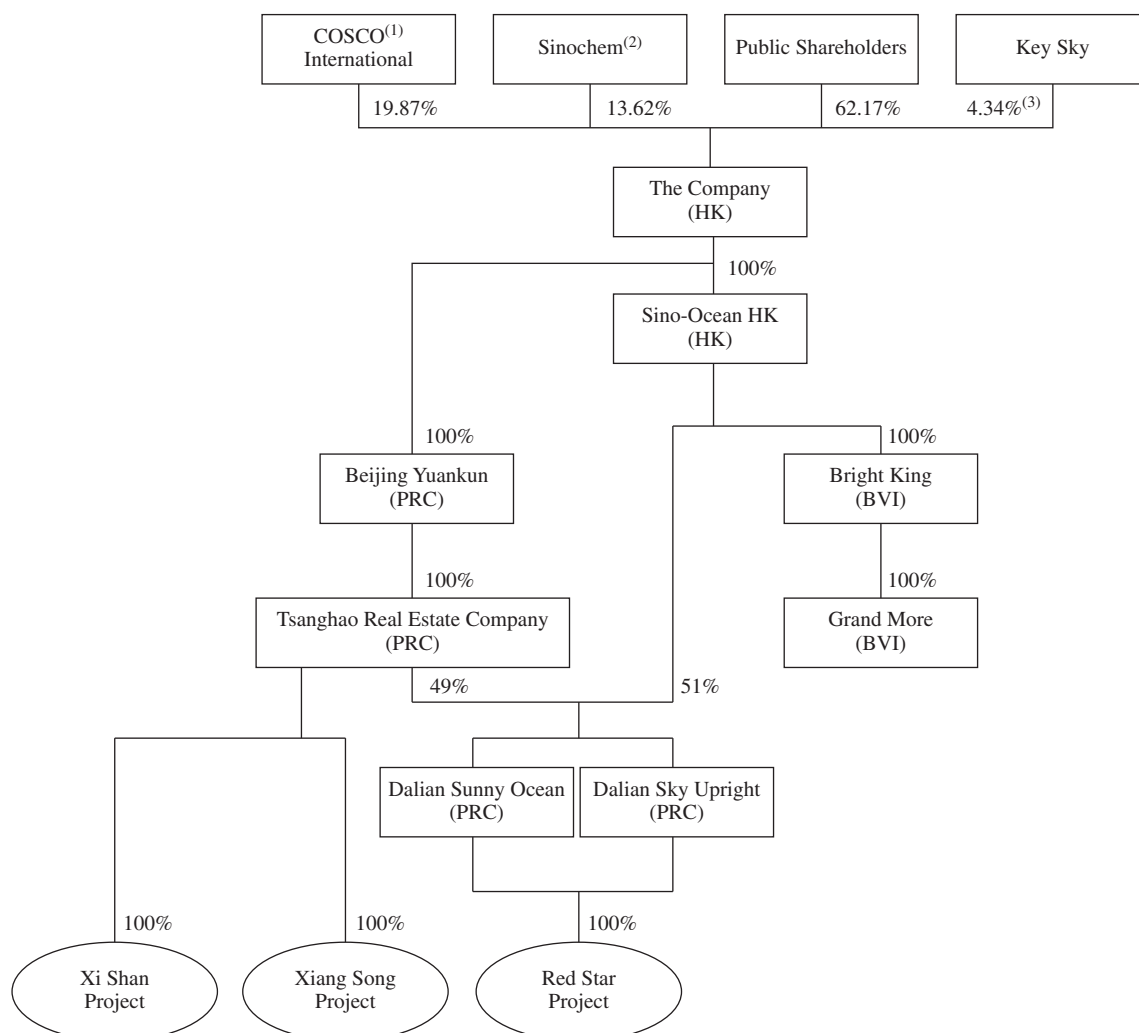 COSCO(1)
International
Sinochem(2)
Public Shareholders
Key Sky
19.87%
13.62%
62.17%
4.34%(3)
The Company
(HK)
100%
Sino-Ocean HK
(HK)
100%
100%
Beijing Yuankun
(PRC)
Bright King
(BVI)
100%
100%
Tsanghao Real Estate Company
(PRC)
Grand More
(BVI)
49%
51%
Dalian Sunny Ocean
(PRC)
Dalian Sky Upright
(PRC)
100%
100%
100%
Xi Shan
Project
Xiang Song
Project
Red Star
Project